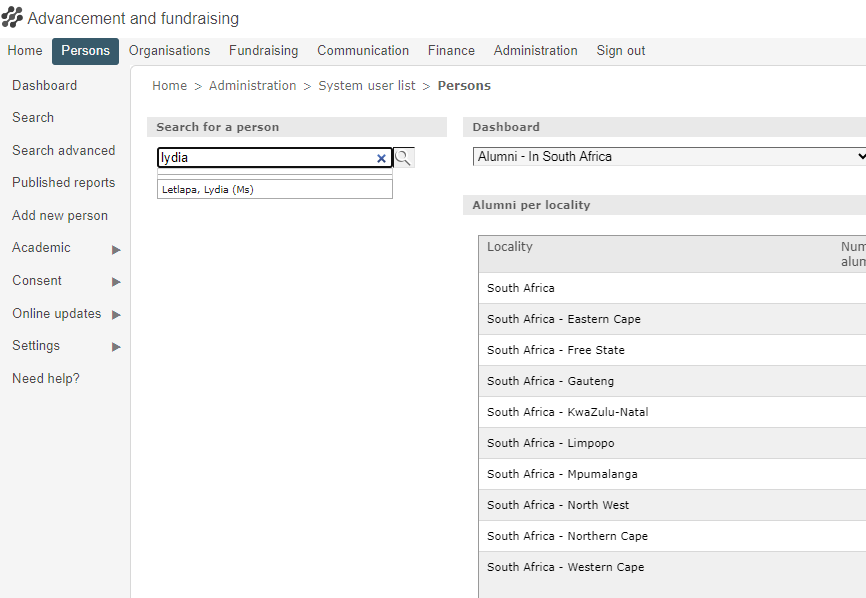 Advancement and fundraising
Home Persons Organisations Fundraising Communication Finance Administration Sign out
Dashboard
Search
Search advanced
Published reports
Add new person
Academic
Consent
Online updates
Settings
Need help?
Home > Administration > System user list > Persons
Search for a person
lydia
Letlapa, Lydia (Ms)
Dashboard
Alumni - In South Africa
Alumni per locality
Locality
South Africa
South Africa - Eastern Cape
South Africa - Free State
South Africa - Gauteng
South Africa - KwaZulu-Natal
South Africa - Limpopo
South Africa - Mpumalanga
South Africa - North West
South Africa - Northern Cape
South Africa - Western Cape